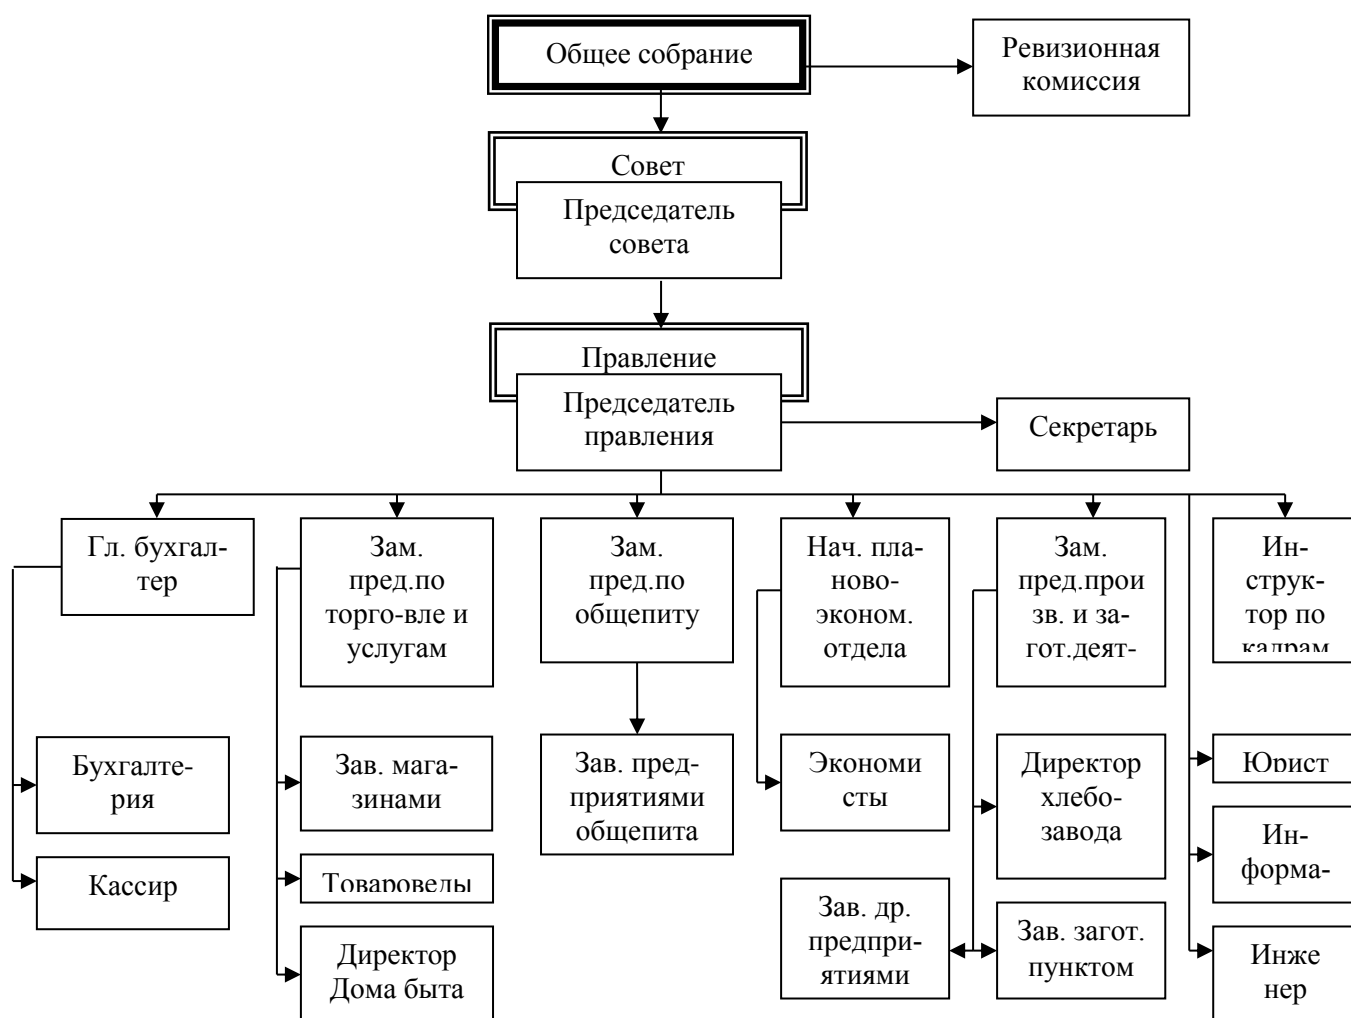 Общее собрание
Ревизионная
комиссия
Совет
Председатель
совета
Правление
Председатель
правления
Секретарь
Гл. бухгал-
тер
Зам.
пред.по
торго-вле и
услугам
Зам.
пред.по
общепиту
Нач. пла-
ново-
эконом.
отдела
Зам.
пред.прои
зв. и за-
гот.деят-
Ин-
струк-
тор по
кадрам
Бухгалте-
рия
Зав. мага-
зинами
Зав. пред-
приятиями
общепита
Экономи
сты
Директор
хлебо-
завода
Юрист
Кассир
Товароведы
Ин-
форма-
Зав. др.
предпри-
ятиями
Зав. загот.
пунктом
Директор
Дома быта
Инже
нер